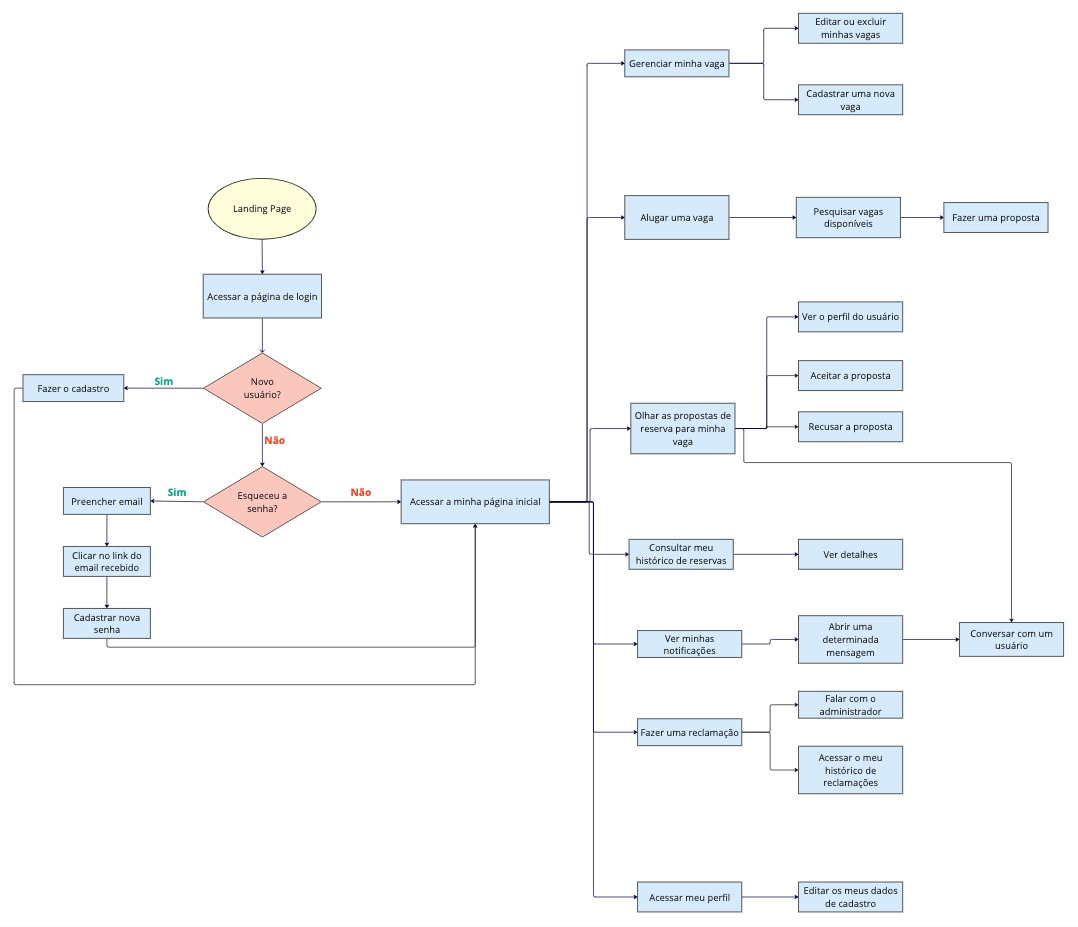 Landing Page
Acessar a página de login
Novo
usuário?
Sim
Fazer o cadastro
Não
Esqueceu a
senha?
Sim
Preencher email
Clicar no link do
email recebido
Cadastrar nova
senha
Não
Acessar a minha página inicial
Gerenciar minha vaga
Editar ou excluir
minhas vagas
Cadastrar uma nova
vaga
Alugar uma vaga
Pesquisar vagas
disponíveis
Fazer uma proposta
Olhar as propostas de
reserva para minha
vaga
Ver o perfil do usuário
Aceitar a proposta
Recusar a proposta
Consultar meu
histórico de reservas
Ver detalhes
Ver minhas
notificações
Abrir uma
determinada
mensagem
Conversar com um
usuário
Fazer uma reclamação
Falar com o
administrador
Acessar o meu
histórico de
reclamações
Acessar meu perfil
Editar os meus dados
de cadastro